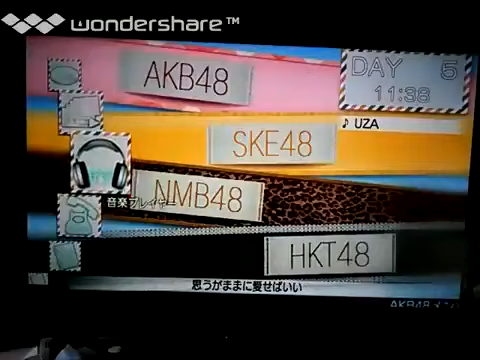 wondershare™
AKB48
DAY 5
11:38
♪ UZA
SKE48
NMB48
音楽プレイヤー
HKT48
思うがままに愛せばいい
AKB48